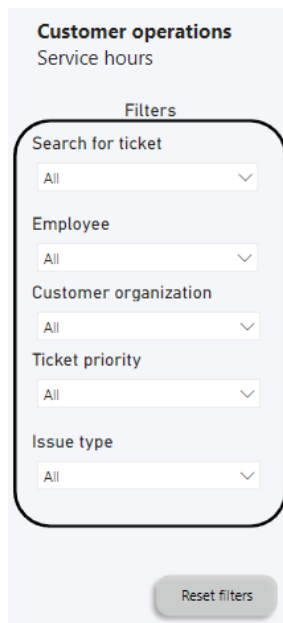 Customer operations
Service hours
Filters
Search for ticket
All
Employee
All
Customer organization
All
Ticket priority
All
Issue type
All
Reset filters